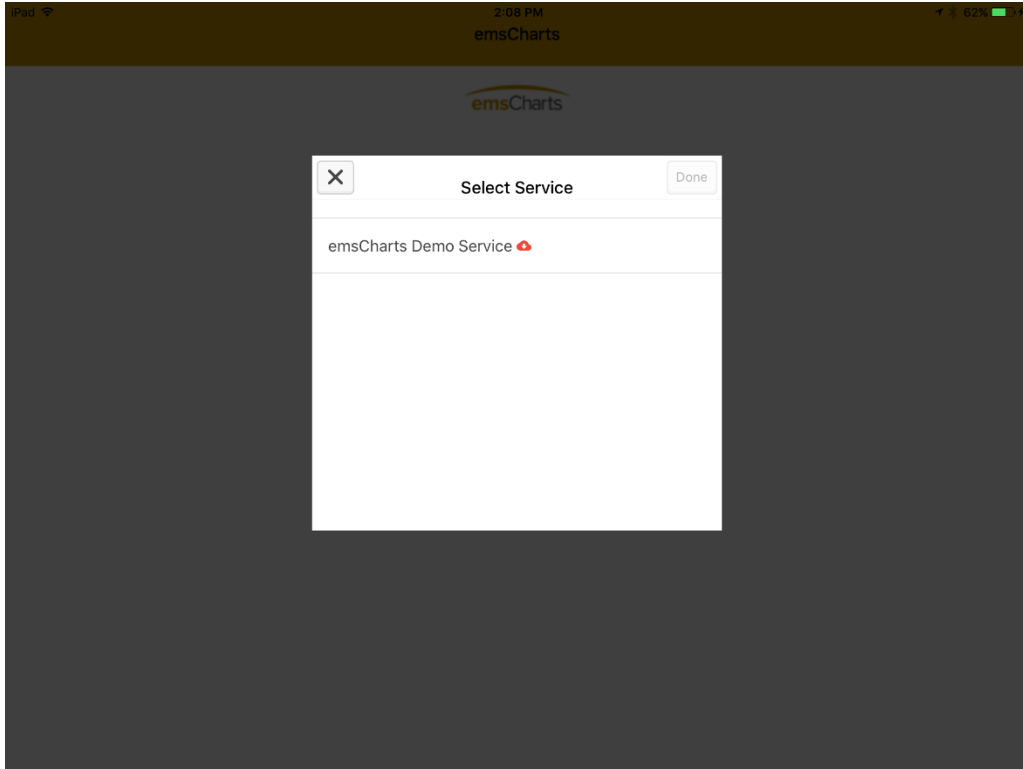 iPad 2:08 PM 62%
emsCharts
emsCharts
Select Service
Done
emsCharts Demo Service